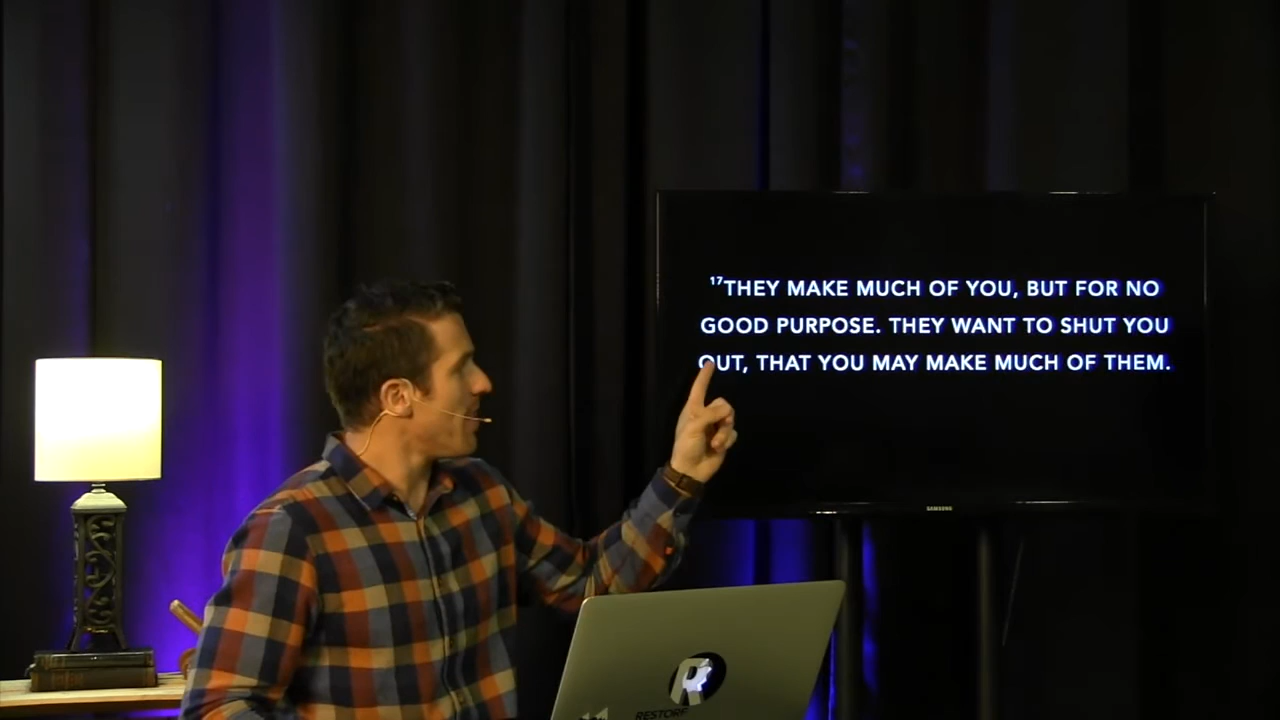 ¹⁷THEY MAKE MUCH OF YOU, BUT FOR NO
GOOD PURPOSE. THEY WANT TO SHUT YOU
OUT, THAT YOU MAY MAKE MUCH OF THEM.
SAMSUNG
R
RESTORE